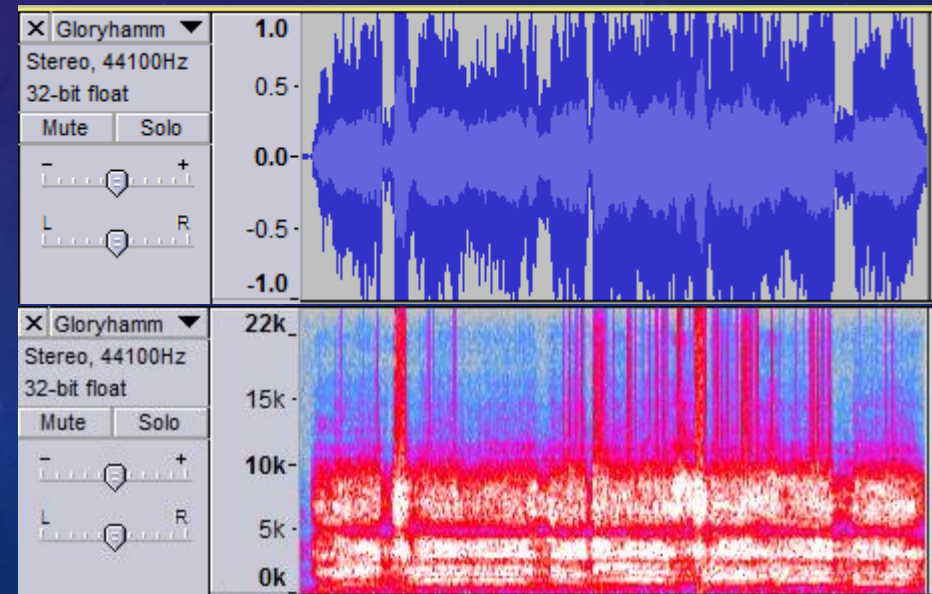 X Gloryhamm ▼
Stereo, 44100Hz
32-bit float
Mute Solo
- +
L R
1.0
0.5
0.0
-0.5
-1.0
X Gloryhamm ▼
Stereo, 44100Hz
32-bit float
Mute Solo
- +
L R
22k
15k
10k
5k
0k